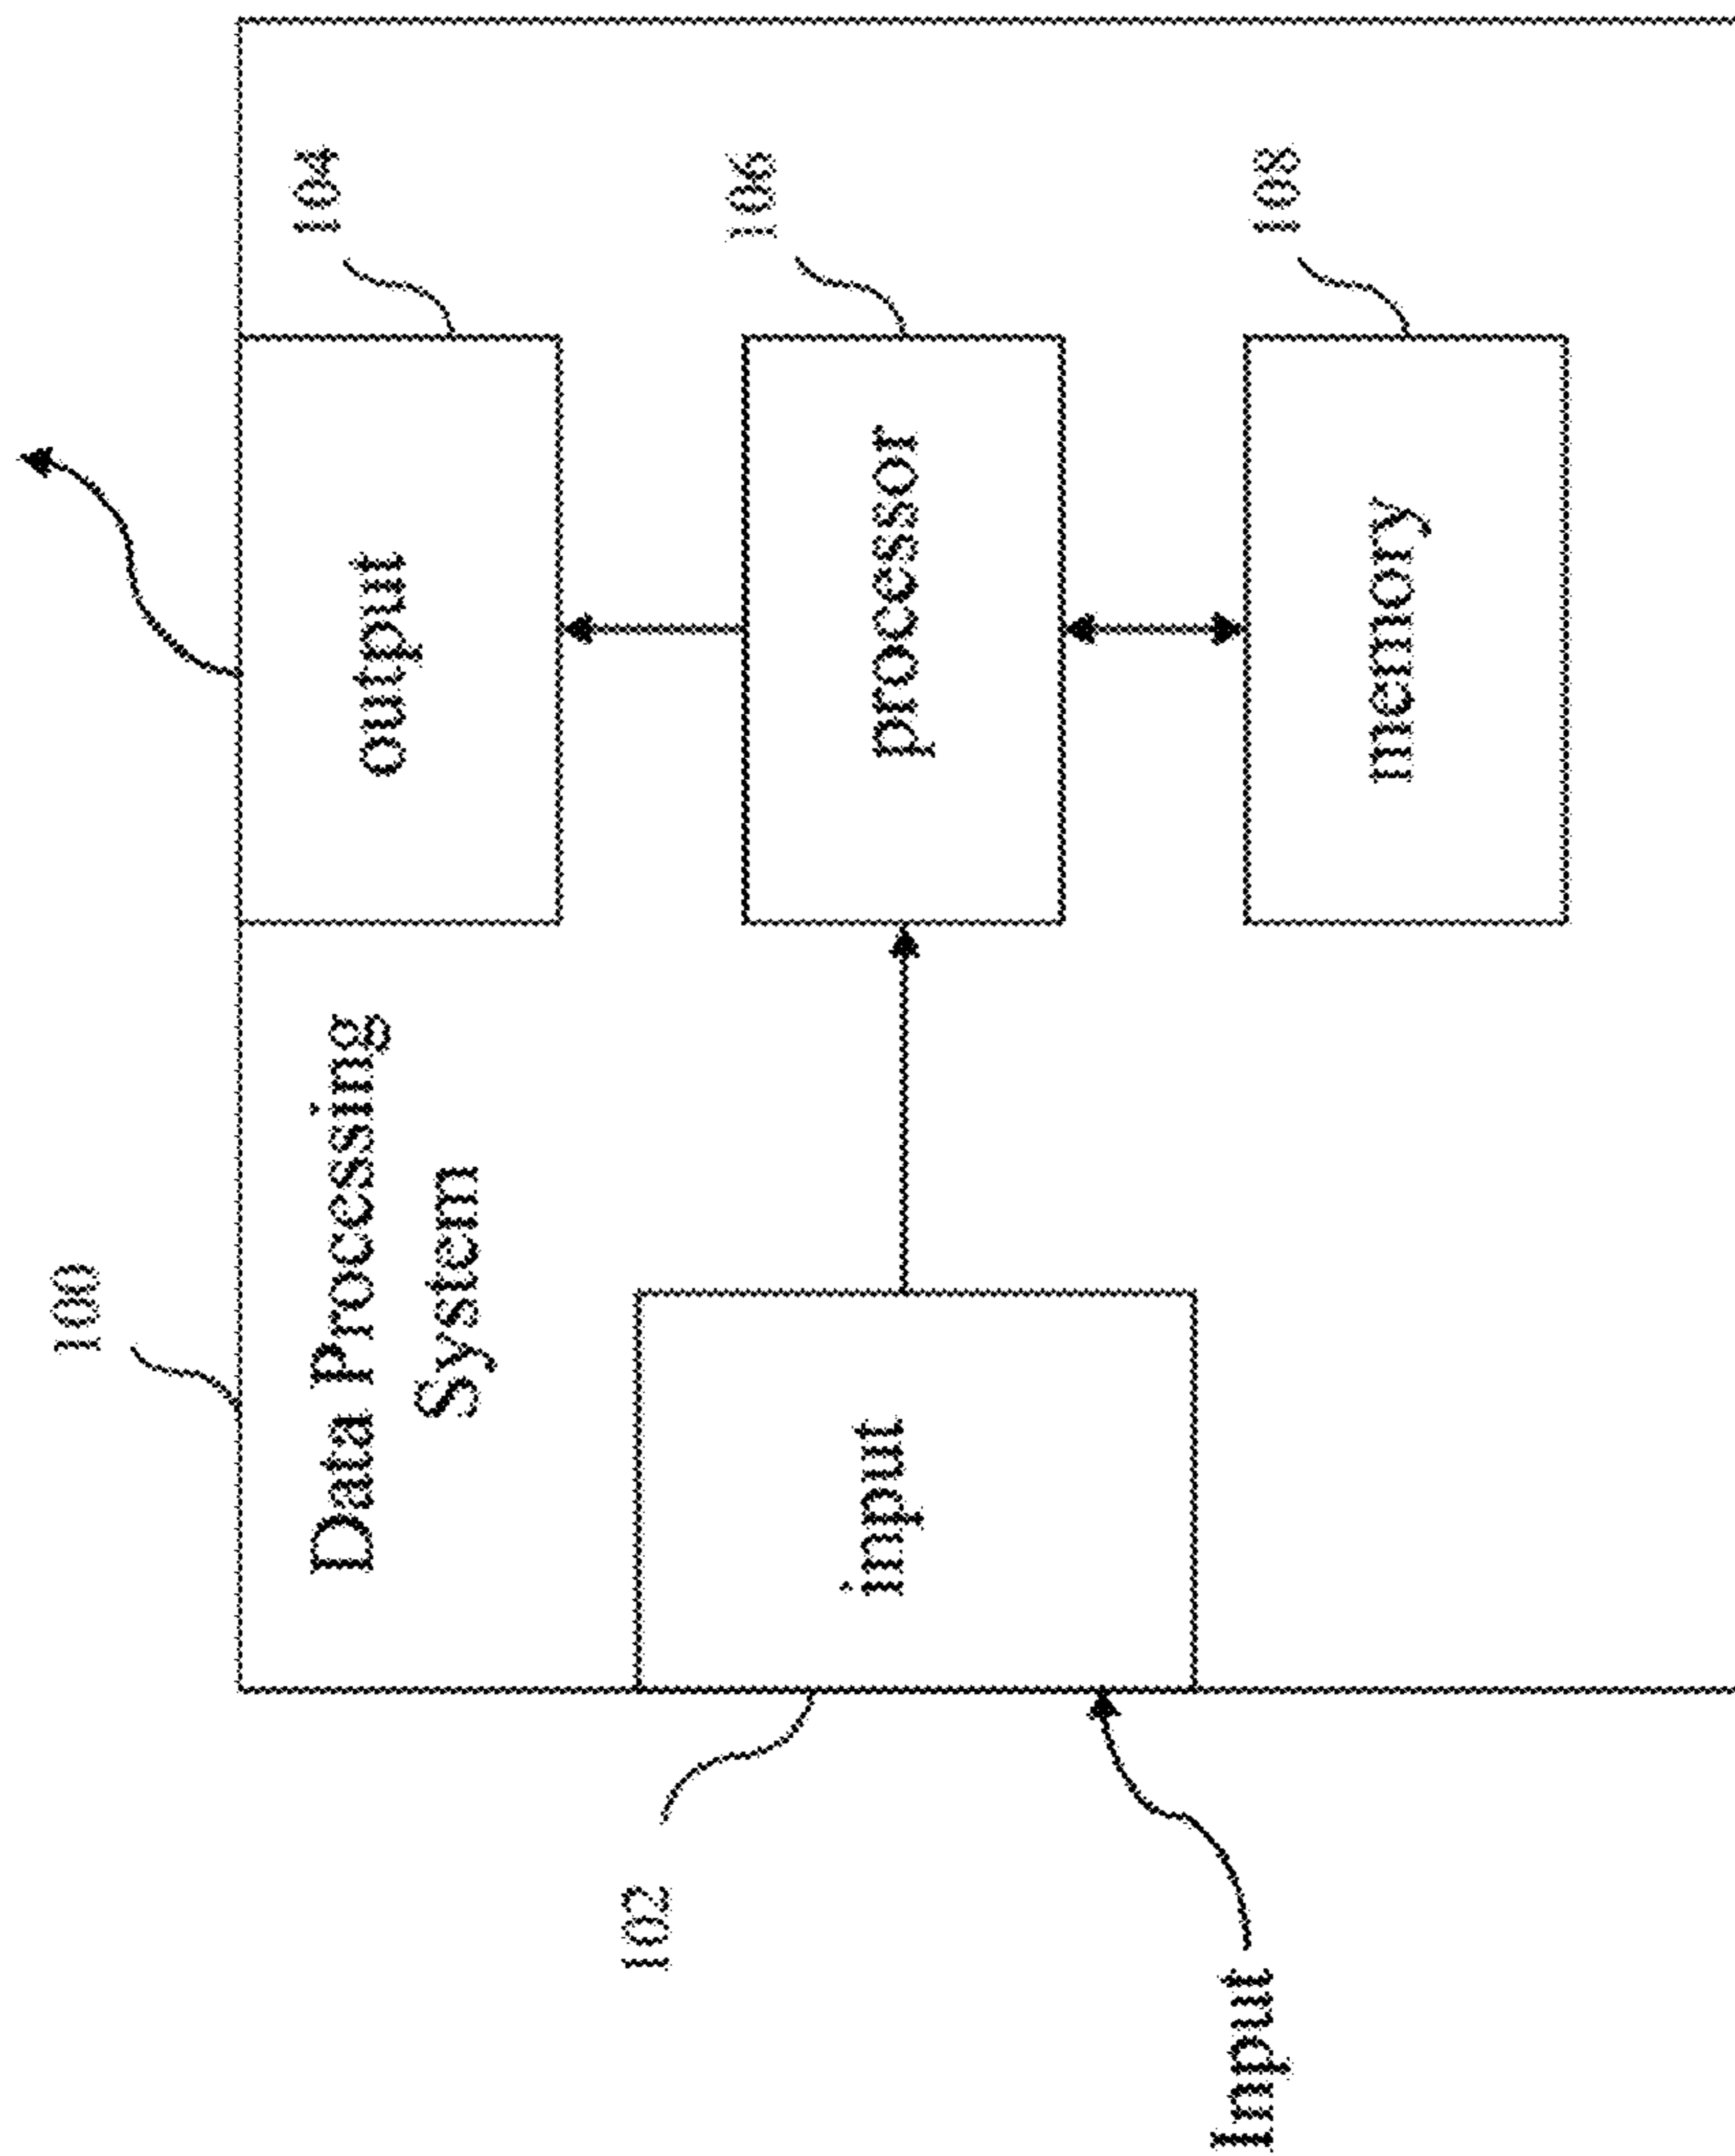 100
Data Processing
System
output
104
102
input
processor
106
Input
memory
108